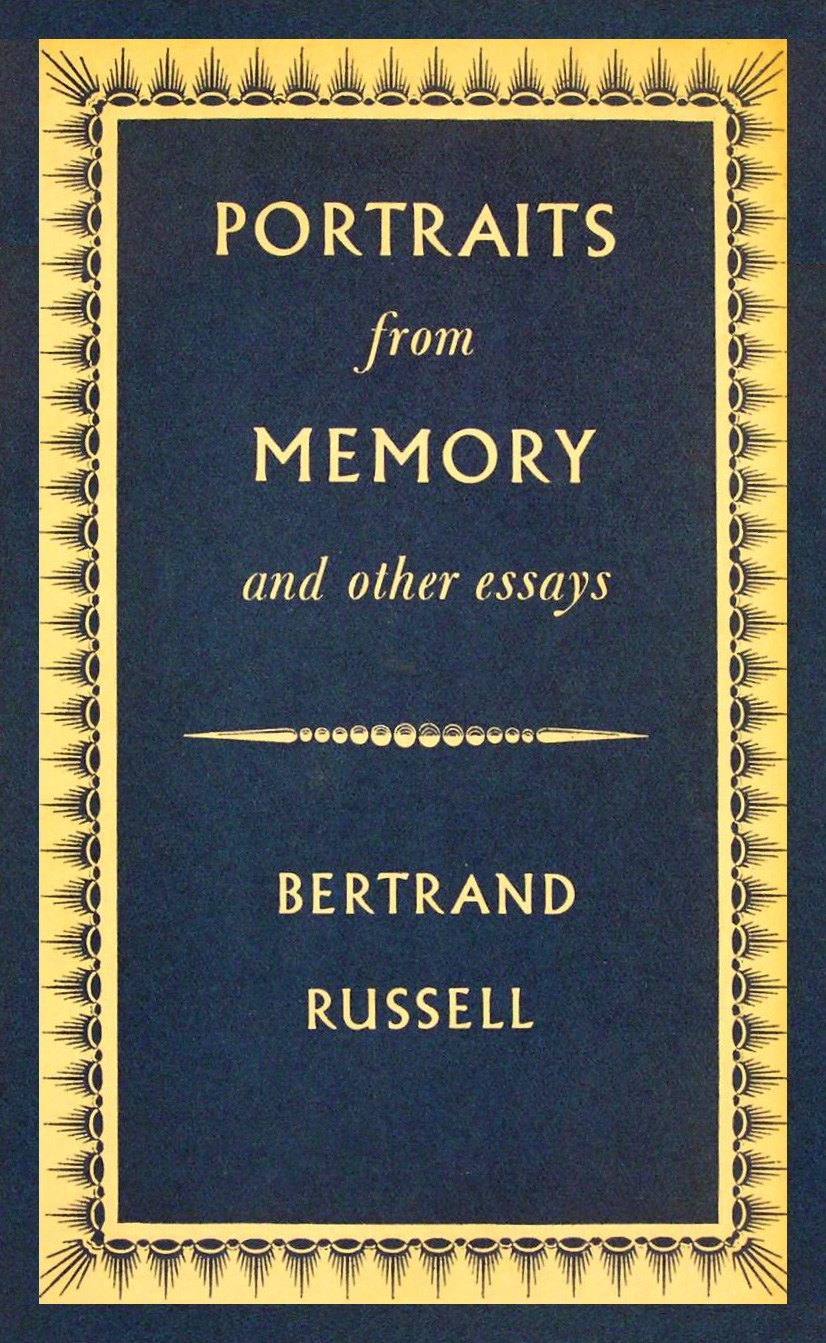 PORTRAITS
from
MEMORY
and other essays
BERTRAND
RUSSELL